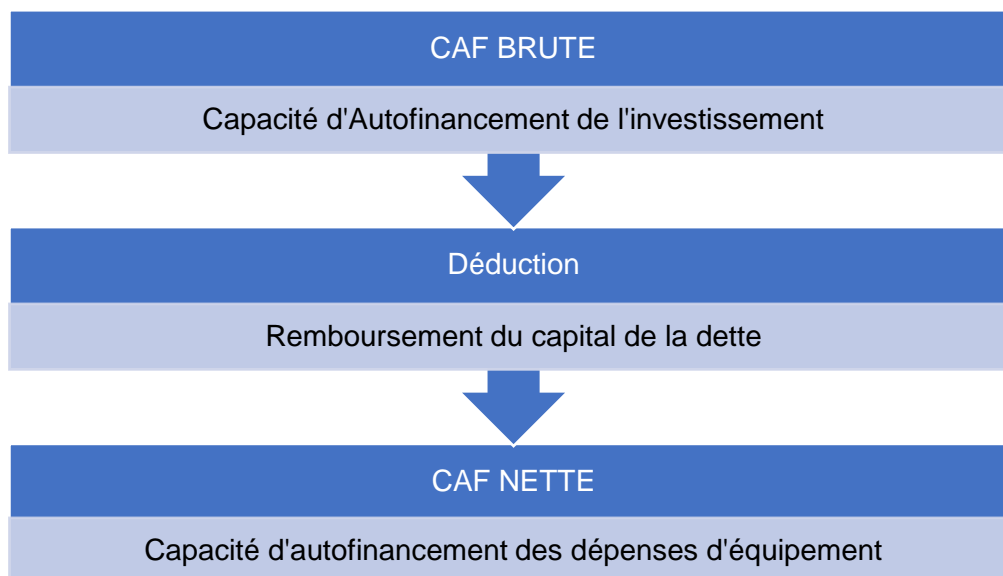 CAF BRUTE
Capacité d'Autofinancement de l'investissement
Déduction
Remboursement du capital de la dette
CAF NETTE
Capacité d'autofinancement des dépenses d'équipement